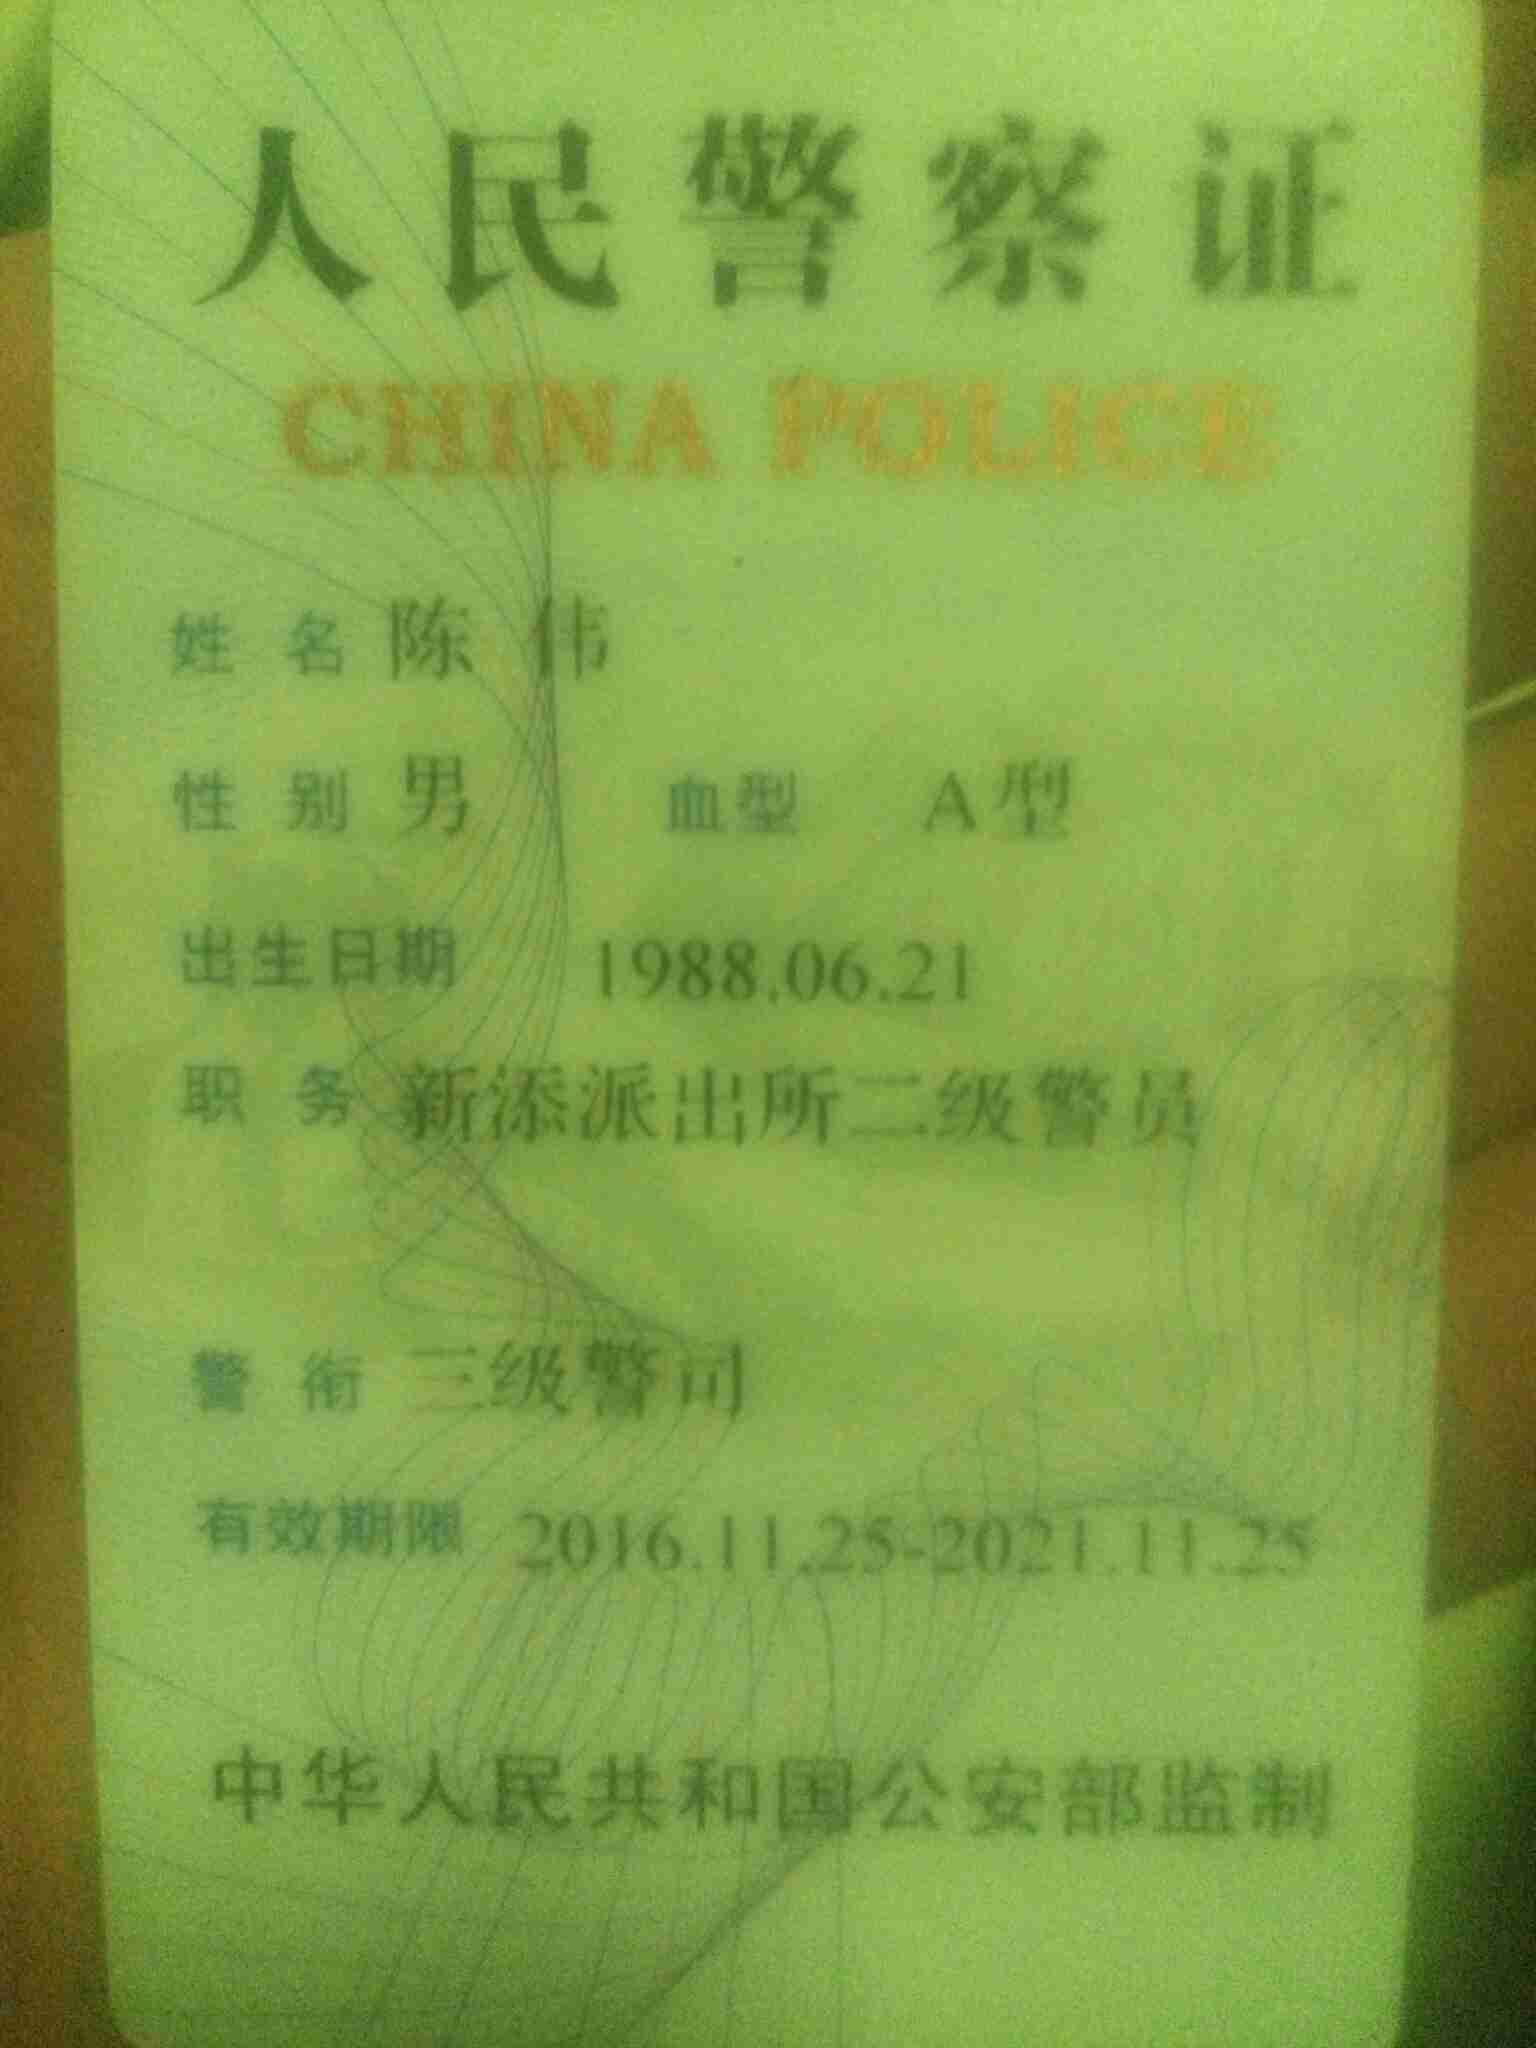 人民警察证
CHINA POLICE
姓 名 陈 伟
性 别 男 血型 A型
出生日期 1988.06.21
职 务 新添派出所二级警员
警 衔 三级警司
有效期限 2016.11.25-2021.11.25
中华人民共和国公安部监制